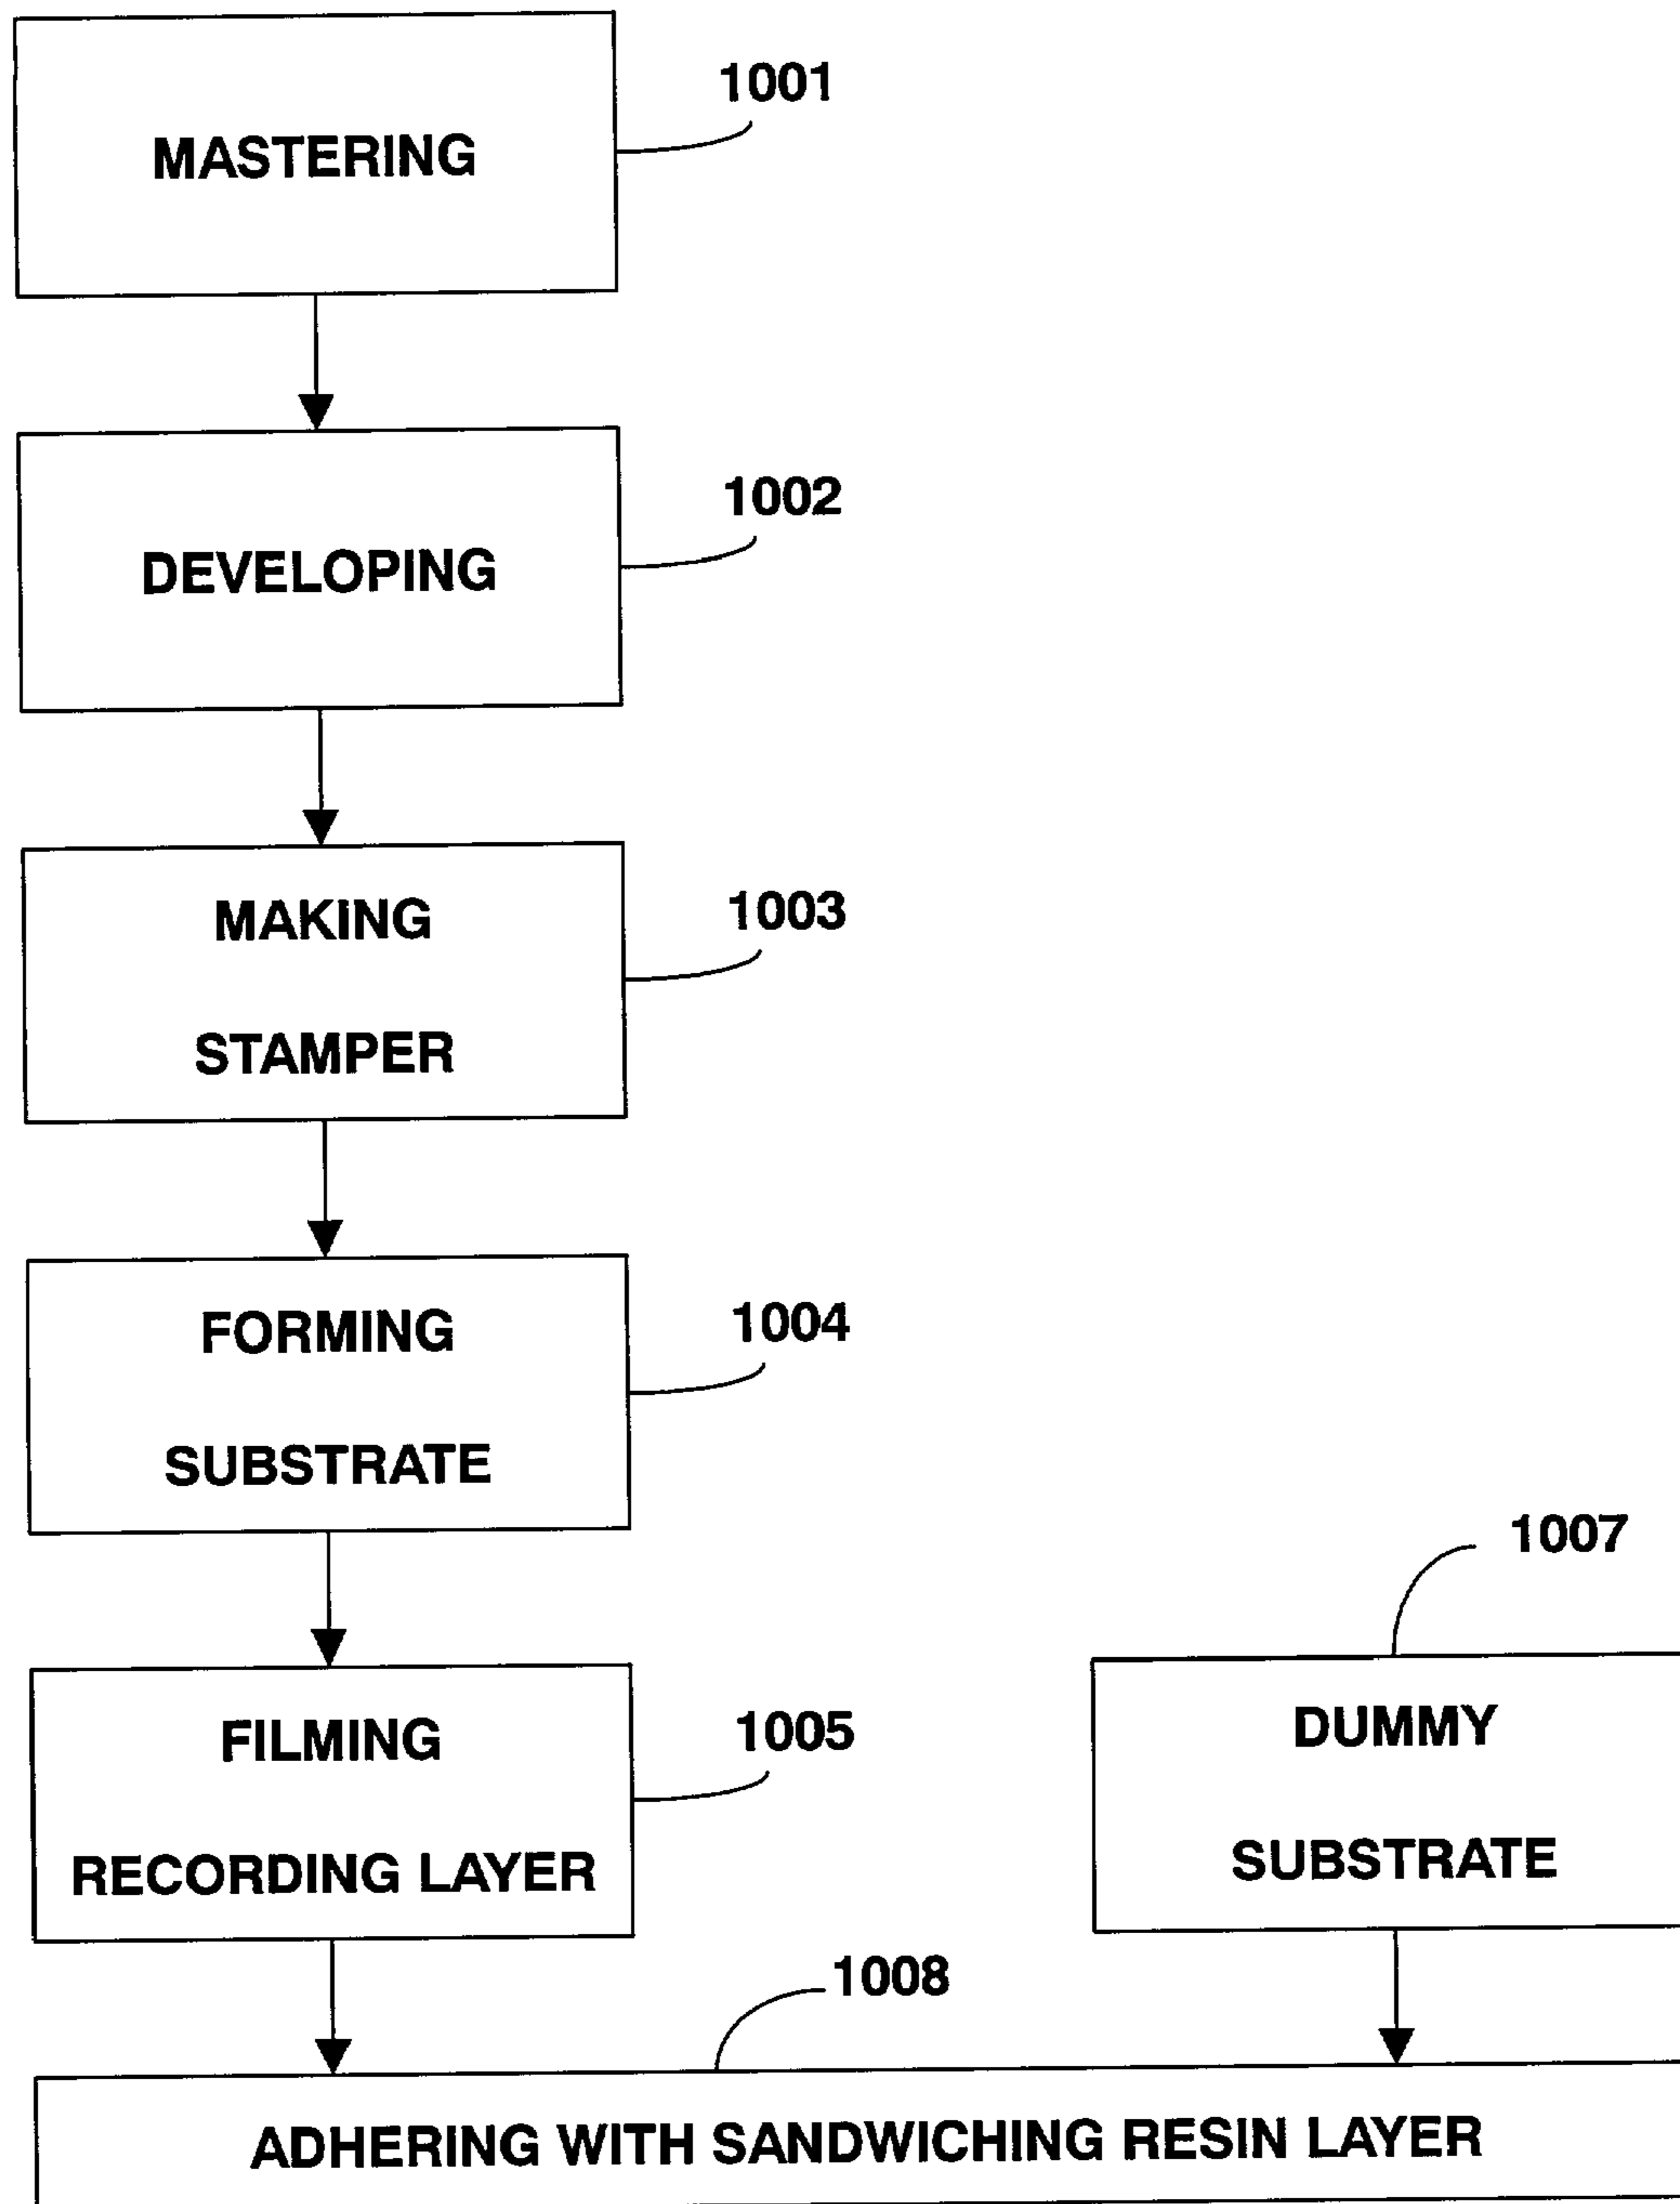 1001
MASTERING
1002
DEVELOPING
1003
MAKING
STAMPER
1004
FORMING
SUBSTRATE
1005
FILMING
RECORDING LAYER
1007
DUMMY
SUBSTRATE
1008
ADHERING WITH SANDWICHING RESIN LAYER